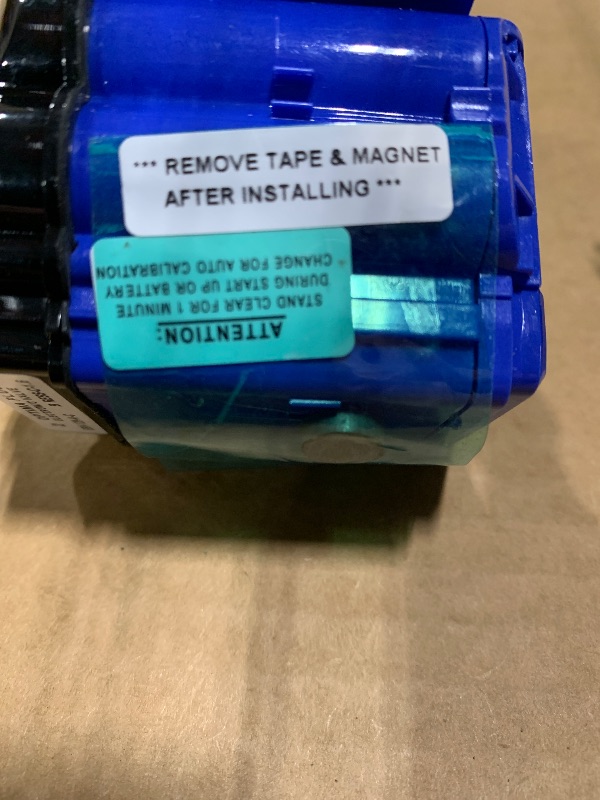 *** REMOVE TAPE & MAGNET
AFTER INSTALLING ***
ATTENTION:
STAND CLEAR FOR 1 MINUTE
DURING START UP OR BATTERY
CHANGE FOR AUTO CALIBRATION